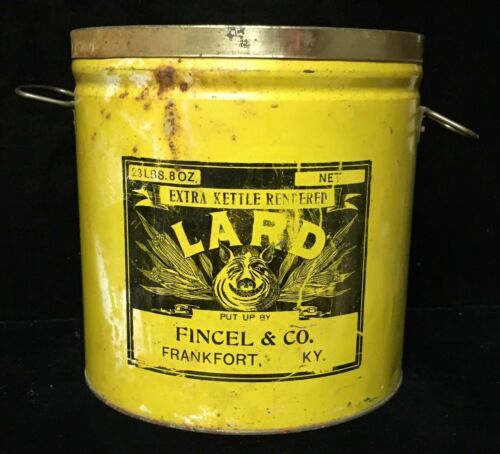 23 LBS. 8 OZ. NET
EXTRA KETTLE RENDERED
LARD
PUT UP BY
FINCEL & CO.
FRANKFORT, KY.